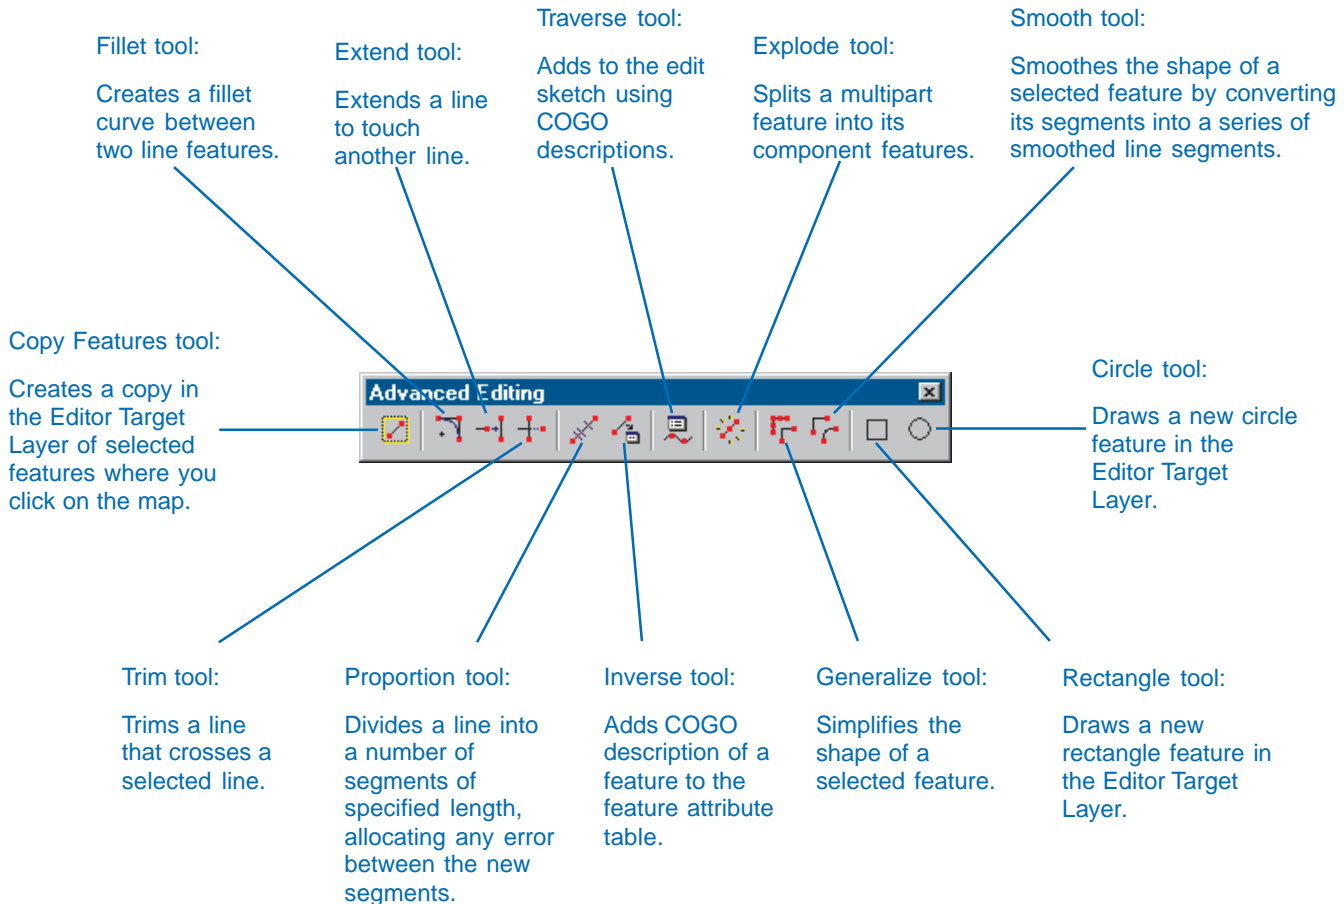 Fillet tool:
Creates a fillet
curve between
two line features.
Extend tool:
Extends a line
to touch
another line.
Traverse tool:
Adds to the edit
sketch using
COGO
descriptions.
Explode tool:
Splits a multipart
feature into its
component features.
Smooth tool:
Smoothes the shape of a
selected feature by converting
its segments into a series of
smoothed line segments.
Copy Features tool:
Creates a copy in
the Editor Target
Layer of selected
features where you
click on the map.
Advanced Editing
Circle tool:
Draws a new circle
feature in the
Editor Target
Layer.
Trim tool:
Trims a line
that crosses a
selected line.
Proportion tool:
Divides a line into
a number of
segments of
specified length,
allocating any error
between the new
segments.
Inverse tool:
Adds COGO
description of a
feature to the
feature attribute
table.
Generalize tool:
Simplifies the
shape of a
selected feature.
Rectangle tool:
Draws a new
rectangle feature in
the Editor Target
Layer.